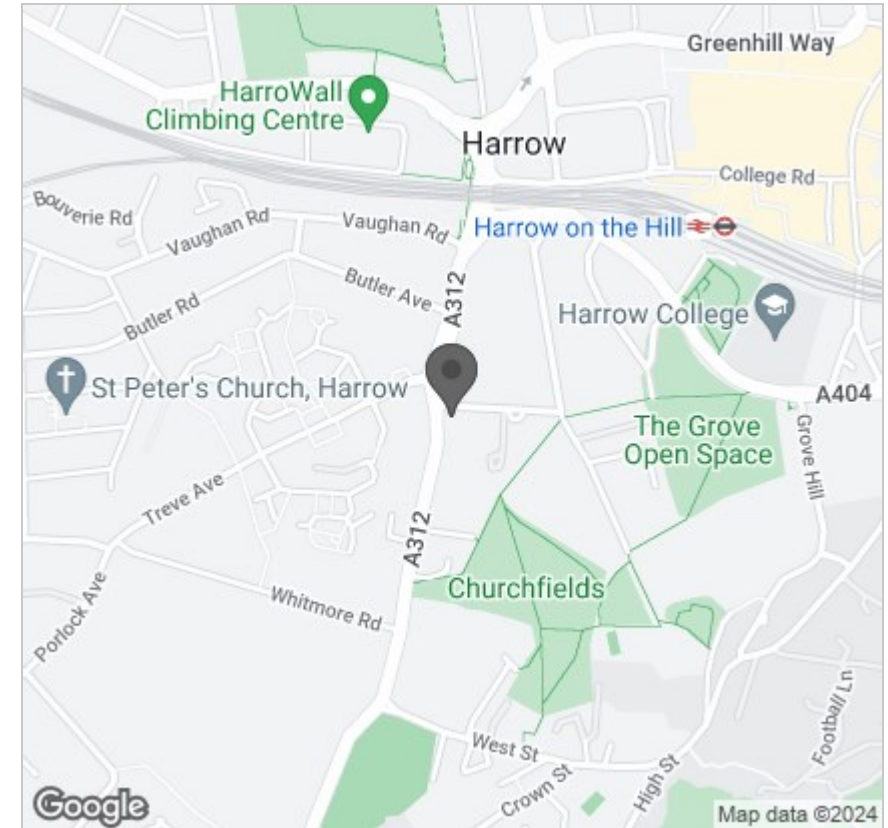 Greenhill Way
HarroWall
Climbing Centre
Harrow
College Rd
Bouverie Rd
Vaughan Rd
Vaughan Rd
Harrow on the Hill
Butler Ave
A312
Butler Rd
Harrow College
St Peter's Church, Harrow
A404
The Grove
Open Space
Grove Hill
Treve Ave
A312
Churchfields
Whitmore Rd
Porlock Ave
Football Ln
West St
Crown St
High St
Google
Map data ©2024